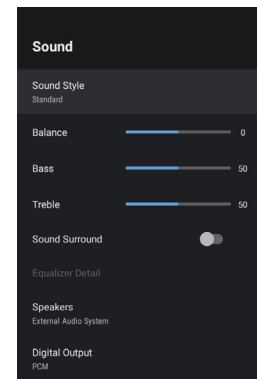 Sound
Sound Style
Standard
Balance 0
Bass 50
Treble 50
Sound Surround
Equalizer Detail
Speakers
External Audio System
Digital Output
PCM